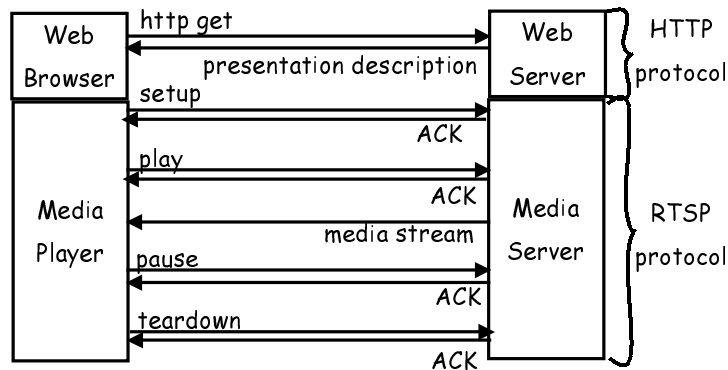 http get
Web
Browser
Web
Server
HTTP
protocol
presentation description
setup
ACK
play
ACK
Media
Player
Media
Server
RTSP
protocol
media stream
pause
ACK
teardown
ACK